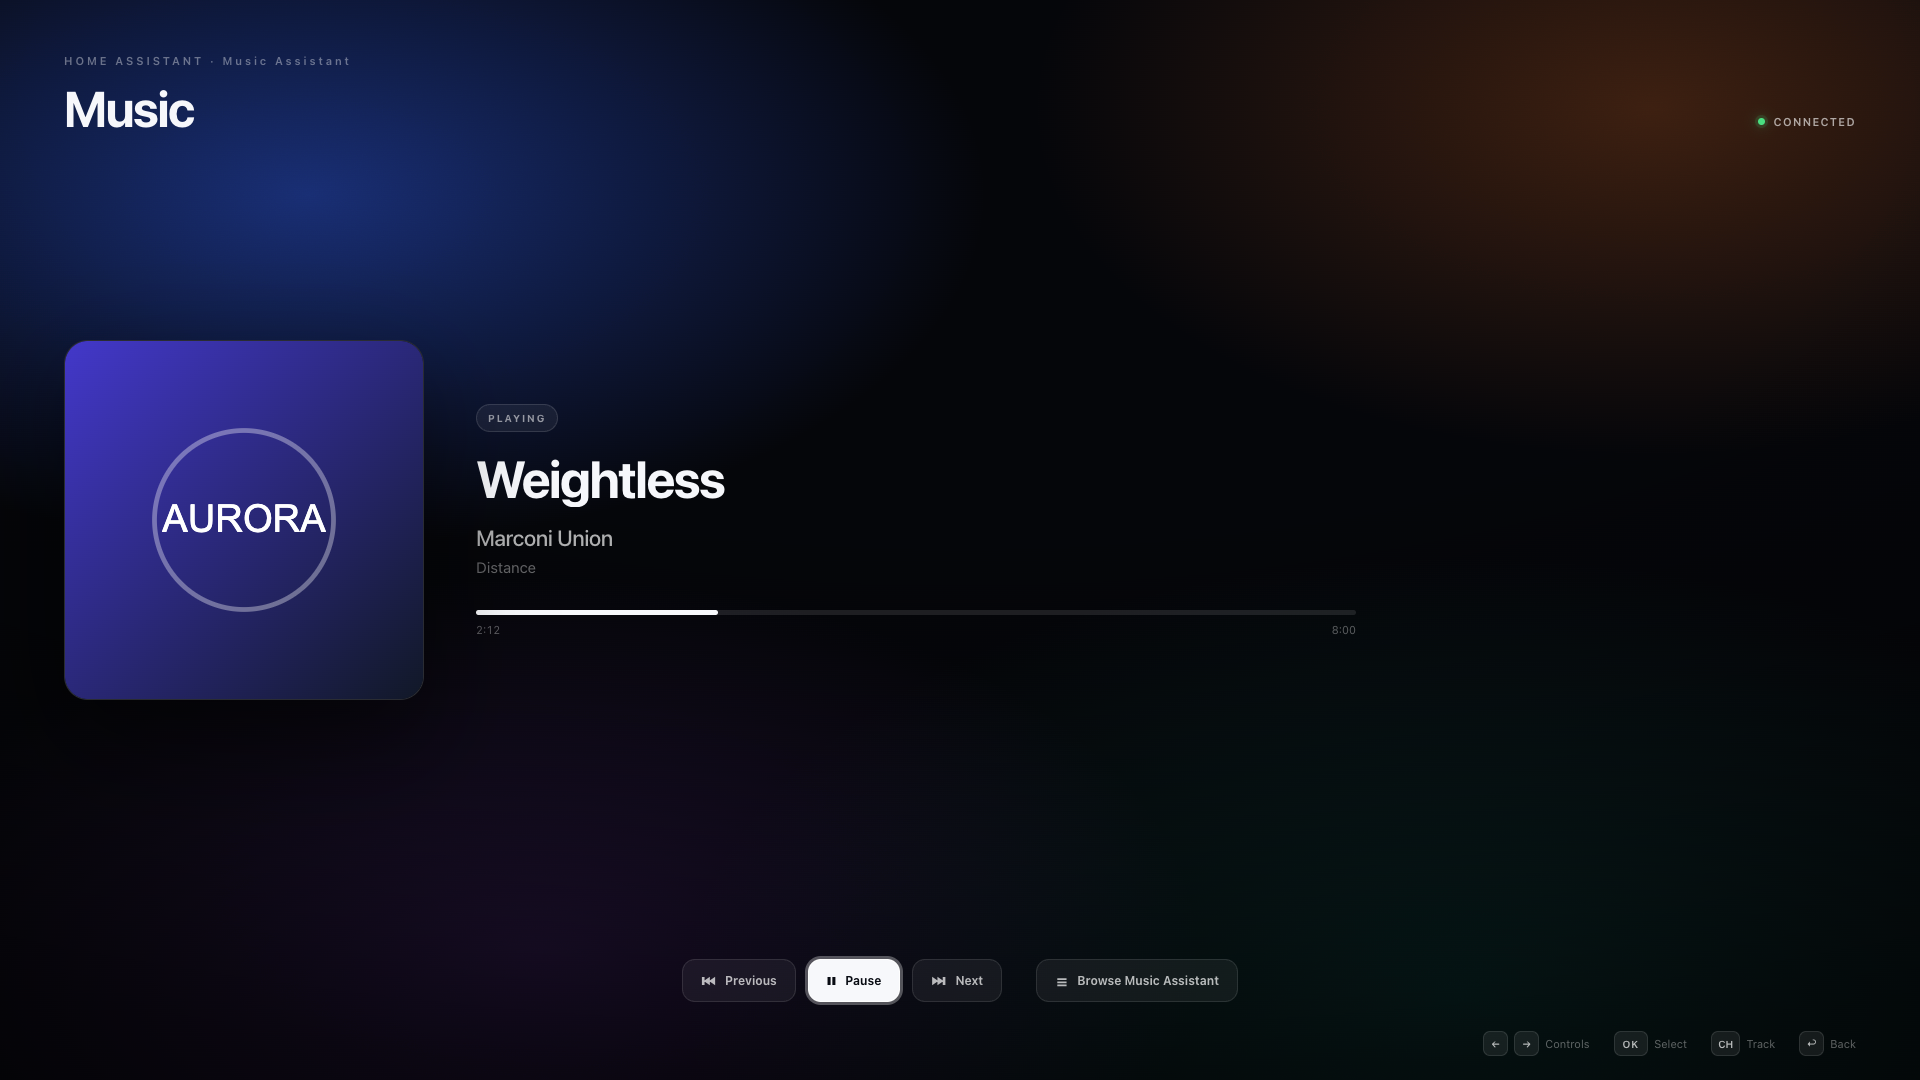 HOME ASSISTANT · Music Assistant
Music
CONNECTED
AURORA
PLAYING
Weightless
Marconi Union
Distance
2:12
8:00
Previous
Pause
Next
Browse Music Assistant
← → Controls
OK Select
CH Track
↩ Back